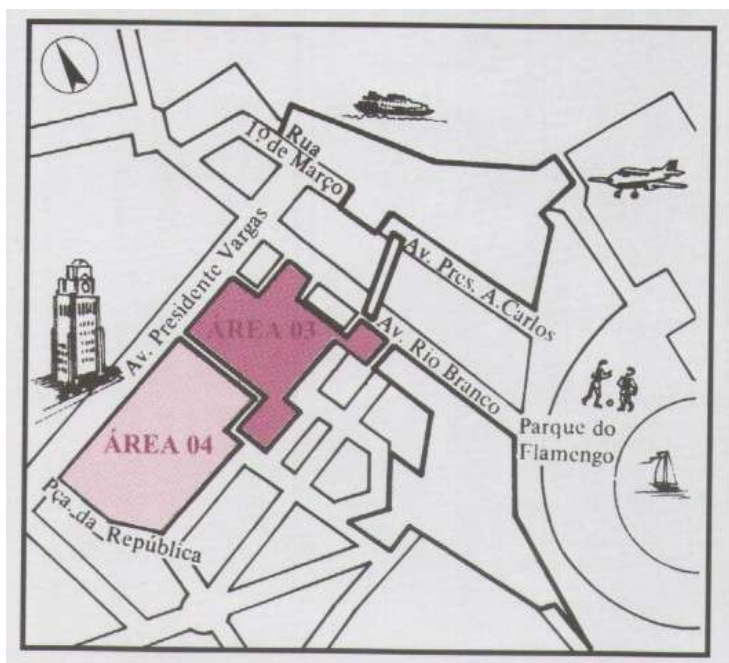 Rua
1º. de Março
Av. Presidente Vargas
Av. Pres. A. Carlos
ÁREA 03
Av. Rio Branco
Parque do
Flamengo
ÁREA 04
Pça. da República